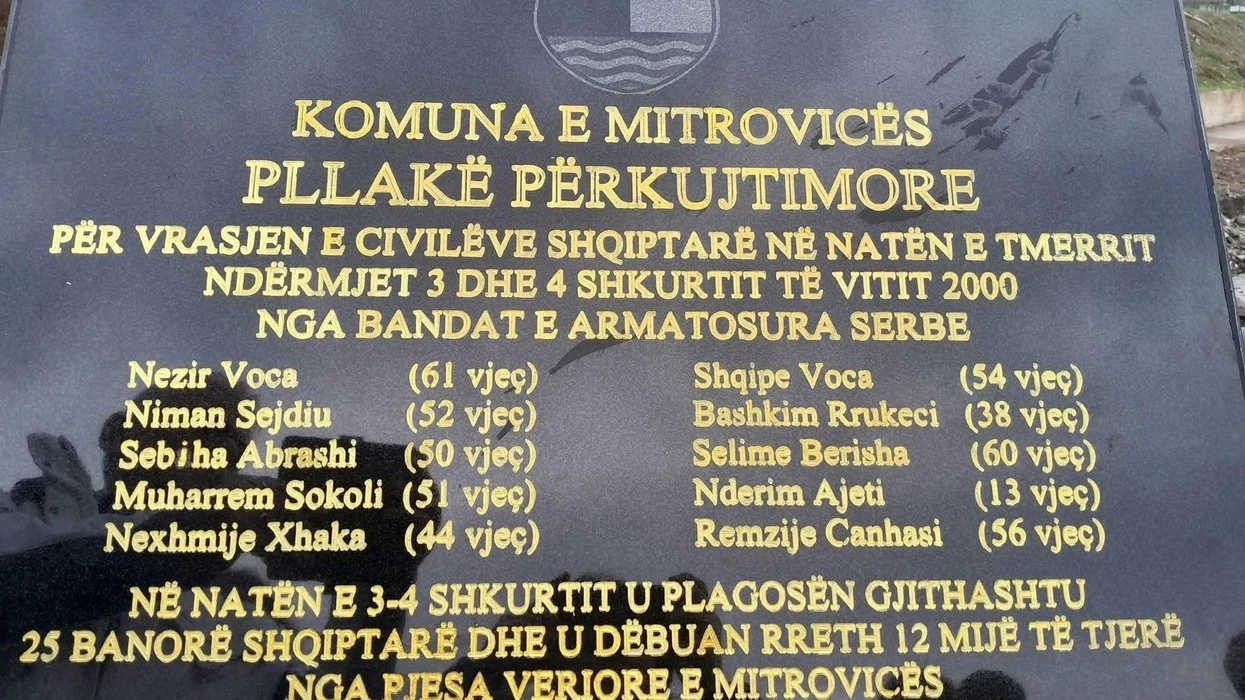 KOMUNA E MITROVICËS
PLLAKË PËRKUJTIMORE
PËR VRASJEN E CIVILËVE SHQIPTARË NË NATËN E TMERRIT
NDËRMJET 3 DHE 4 SHKURTIT TË VITIT 2000
NGA BANDAT E ARMATOSURA SERBE
Nezir Voca (61 vjeç) Shqipe Voca (54 vjeç)
Niman Sejdiu (52 vjeç) Bashkim Rrukeci (38 vjeç)
Sebiha Abrashi (50 vjeç) Selime Berisha (60 vjeç)
Muharrem Sokoli (51 vjeç) Nderim Ajeti (13 vjeç)
Nexhmije Xhaka (44 vjeç) Remzije Canhasi (56 vjeç)
NË NATËN E 3-4 SHKURTIT U PLAGOSËN GJITHASHTU
25 BANORË SHQIPTARË DHE U DËBUAN RRETH 12 MIJË TË TJERË
NGA PJESA VERIORE E MITROVICËS